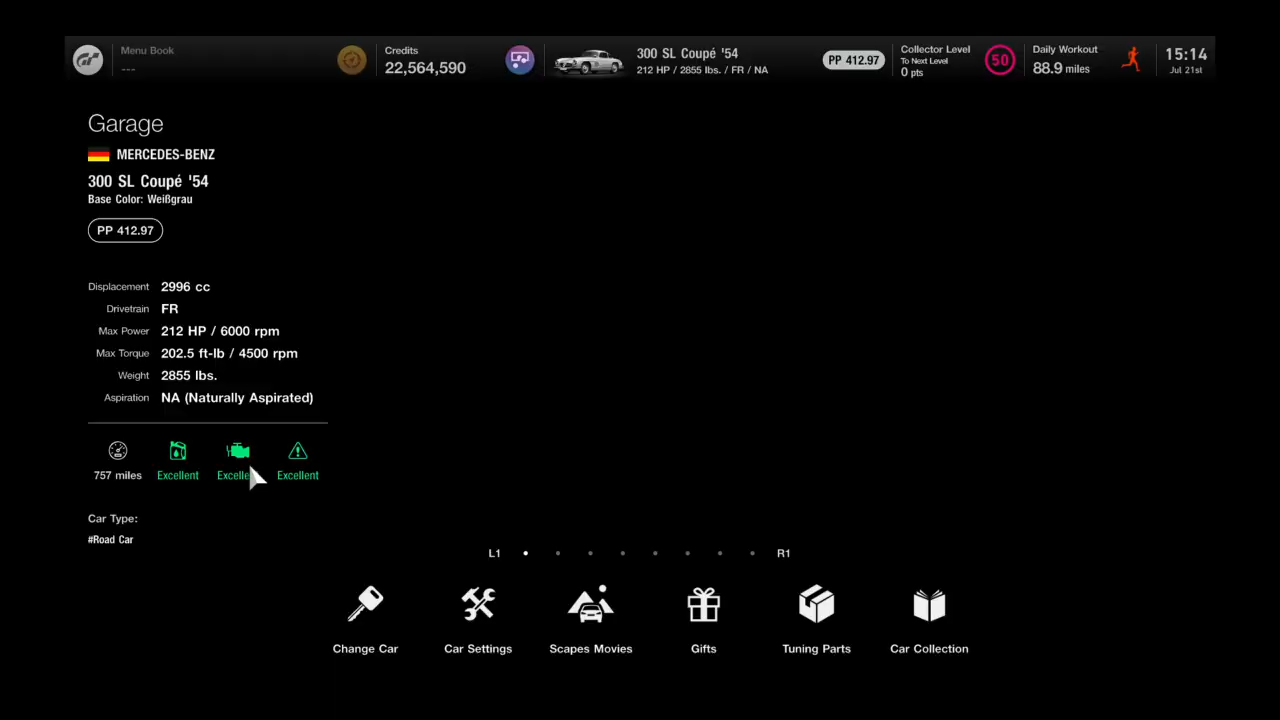 Menu Book
---
Credits
22,564,590
300 SL Coupé '54
212 HP / 2855 lbs. / FR / NA
PP 412.97
Collector Level
To Next Level
0 pts
50
Daily Workout
88.9 miles
15:14
Jul 21st
Garage
MERCEDES-BENZ
300 SL Coupé '54
Base Color: Weißgrau
PP 412.97
Displacement 2996 cc
Drivetrain FR
Max Power 212 HP / 6000 rpm
Max Torque 202.5 ft-lb / 4500 rpm
Weight 2855 lbs.
Aspiration NA (Naturally Aspirated)
757 miles Excellent Excelle Excellent
Car Type:
#Road Car
L1 R1
Change Car Car Settings Scapes Movies Gifts Tuning Parts Car Collection